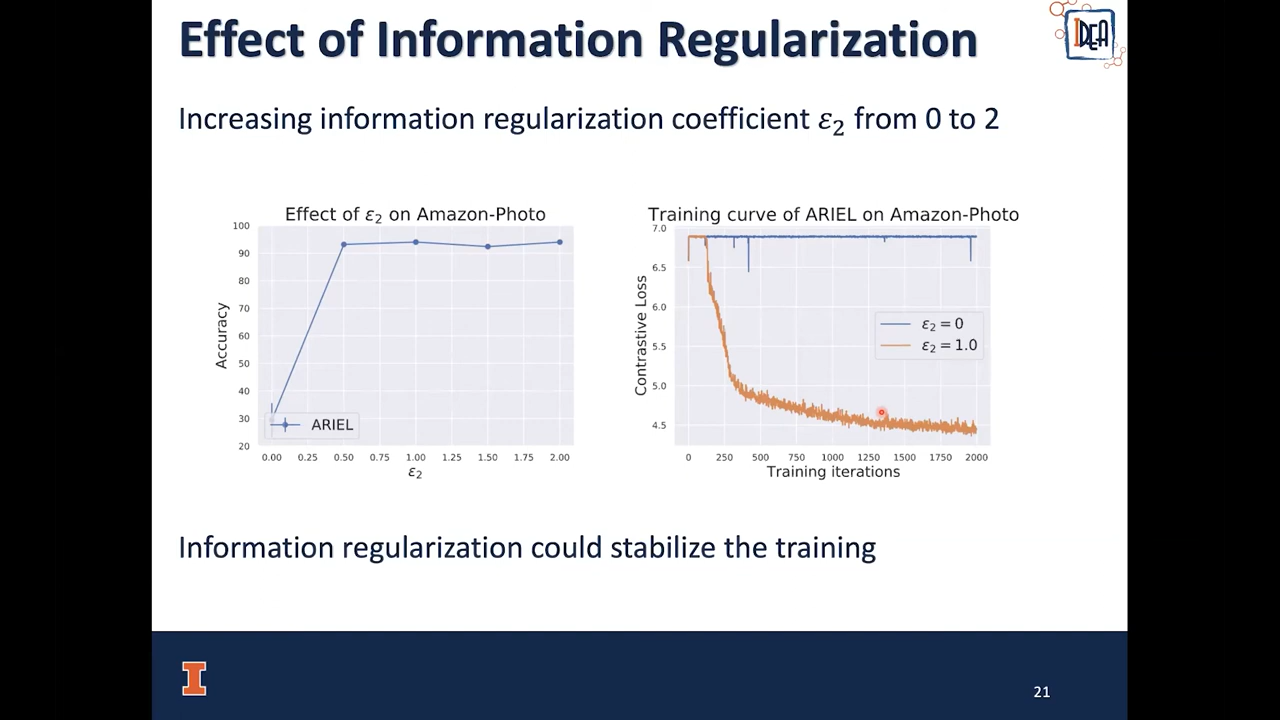 Effect of Information Regularization
IDEA
Increasing information regularization coefficient ε₂ from 0 to 2
Effect of ε₂ on Amazon-Photo
100
90
80
70
60
50
40
30
20
Accuracy
ARIEL
0.00 0.25 0.50 0.75 1.00 1.25 1.50 1.75 2.00
ε₂
Training curve of ARIEL on Amazon-Photo
7.0
6.5
6.0
5.5
5.0
4.5
Contrastive Loss
ε₂ = 0
ε₂ = 1.0
0 250 500 750 1000 1250 1500 1750 2000
Training iterations
Information regularization could stabilize the training
I
21